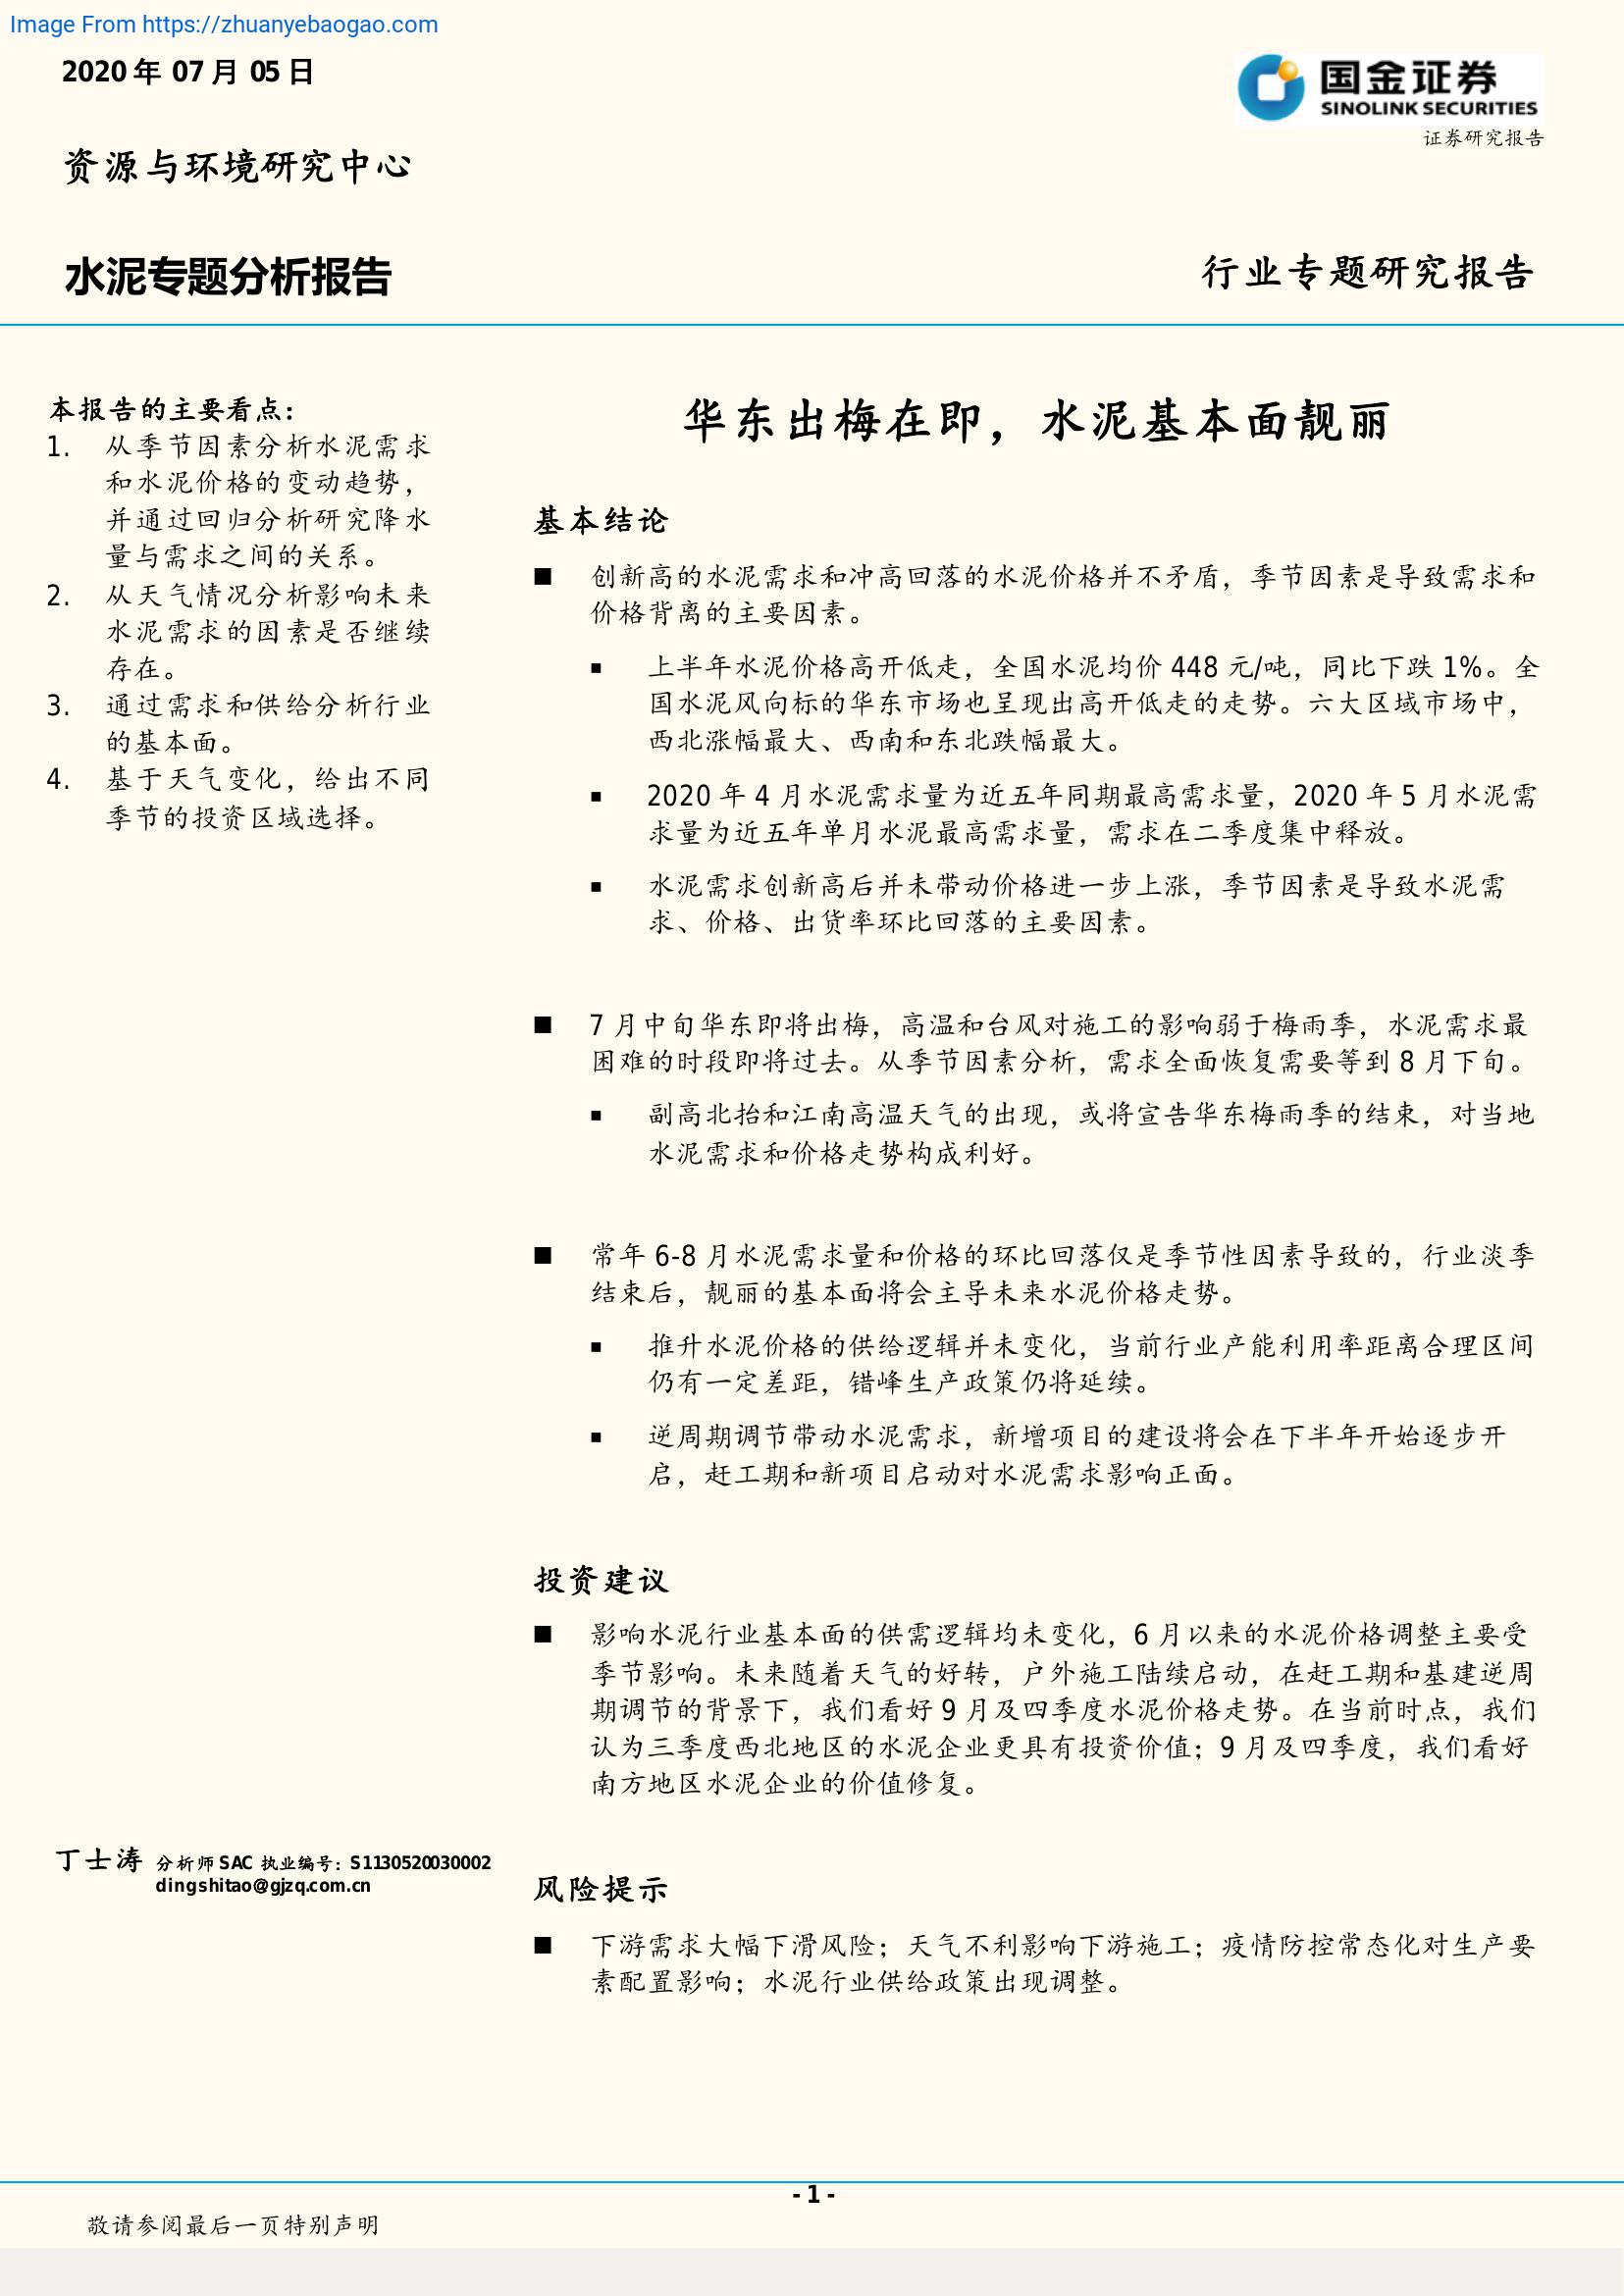 Image From https://zhuanyebaogao.com
2020 年 07 月 05 日
国金证券
SINOLINK SECURITIES
证券研究报告
资源与环境研究中心
水泥专题分析报告
行业专题研究报告
本报告的主要看点：
1. 从季节因素分析水泥需求
和水泥价格的变动趋势，
并通过回归分析研究降水
量与需求之间的关系。
2. 从天气情况分析影响未来
水泥需求的因素是否继续
存在。
3. 通过需求和供给分析行业
的基本面。
4. 基于天气变化，给出不同
季节的投资区域选择。
丁士涛 分析师 SAC 执业编号：S1130520030002
dingshitao@gjzq.com.cn
华东出梅在即，水泥基本面靓丽
基本结论
■ 创新高的水泥需求和冲高回落的水泥价格并不矛盾，季节因素是导致需求和
价格背离的主要因素。
▪ 上半年水泥价格高开低走，全国水泥均价 448 元/吨，同比下跌 1%。全
国水泥风向标的华东市场也呈现出高开低走的走势。六大区域市场中，
西北涨幅最大、西南和东北跌幅最大。
▪ 2020 年 4 月水泥需求量为近五年同期最高需求量，2020 年 5 月水泥需
求量为近五年单月水泥最高需求量，需求在二季度集中释放。
▪ 水泥需求创新高后并未带动价格进一步上涨，季节因素是导致水泥需
求、价格、出货率环比回落的主要因素。
■ 7 月中旬华东即将出梅，高温和台风对施工的影响弱于梅雨季，水泥需求最
困难的时段即将过去。从季节因素分析，需求全面恢复需要等到 8 月下旬。
▪ 副高北抬和江南高温天气的出现，或将宣告华东梅雨季的结束，对当地
水泥需求和价格走势构成利好。
■ 常年 6-8 月水泥需求量和价格的环比回落仅是季节性因素导致的，行业淡季
结束后，靓丽的基本面将会主导未来水泥价格走势。
▪ 推升水泥价格的供给逻辑并未变化，当前行业产能利用率距离合理区间
仍有一定差距，错峰生产政策仍将延续。
▪ 逆周期调节带动水泥需求，新增项目的建设将会在下半年开始逐步开
启，赶工期和新项目启动对水泥需求影响正面。
投资建议
■ 影响水泥行业基本面的供需逻辑均未变化，6 月以来的水泥价格调整主要受
季节影响。未来随着天气的好转，户外施工陆续启动，在赶工期和基建逆周
期调节的背景下，我们看好 9 月及四季度水泥价格走势。在当前时点，我们
认为三季度西北地区的水泥企业更具有投资价值；9 月及四季度，我们看好
南方地区水泥企业的价值修复。
风险提示
■ 下游需求大幅下滑风险；天气不利影响下游施工；疫情防控常态化对生产要
素配置影响；水泥行业供给政策出现调整。
- 1 -
敬请参阅最后一页特别声明